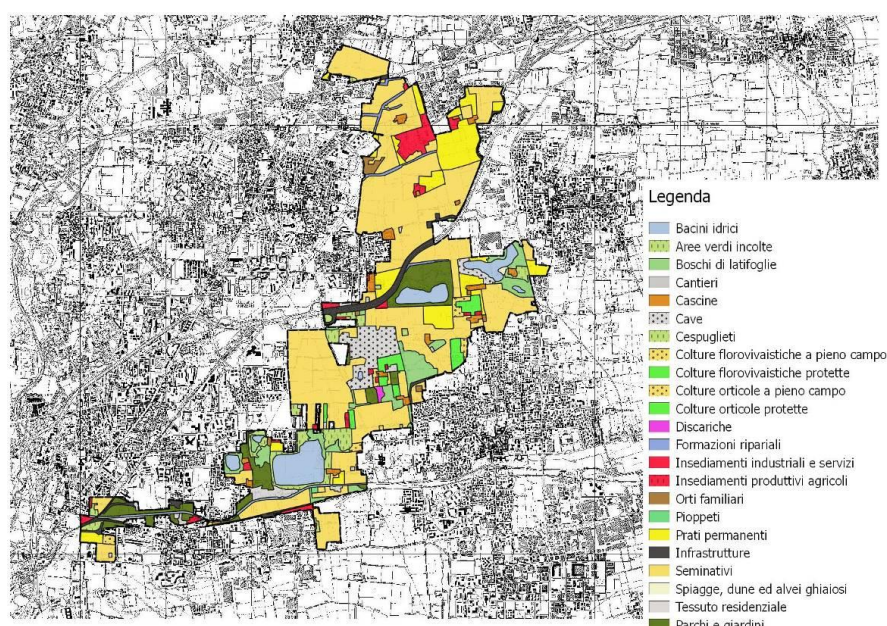 Legenda
Bacini idrici
Aree verdi incolte
Boschi di latifoglie
Cantieri
Cascine
Cave
Cespuglieti
Colture florovivaistiche a pieno campo
Colture florovivaistiche protette
Colture orticole a pieno campo
Colture orticole protette
Discariche
Formazioni ripariali
Insediamenti industriali e servizi
Insediamenti produttivi agricoli
Orti familiari
Pioppeti
Prati permanenti
Infrastrutture
Seminativi
Spiagge, dune ed alvei ghiaiosi
Tessuto residenziale
Parchi e giardini